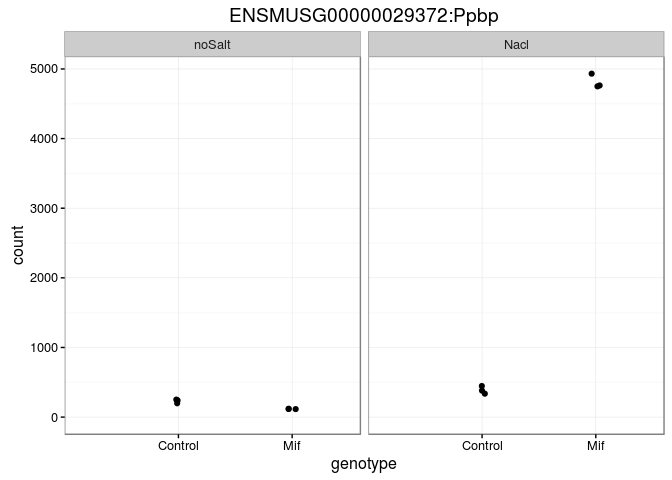 ENSMUSG00000029372:Ppbp
noSalt
Nacl
5000
4000
3000
2000
1000
0
count
Control
Mif
Control
Mif
genotype